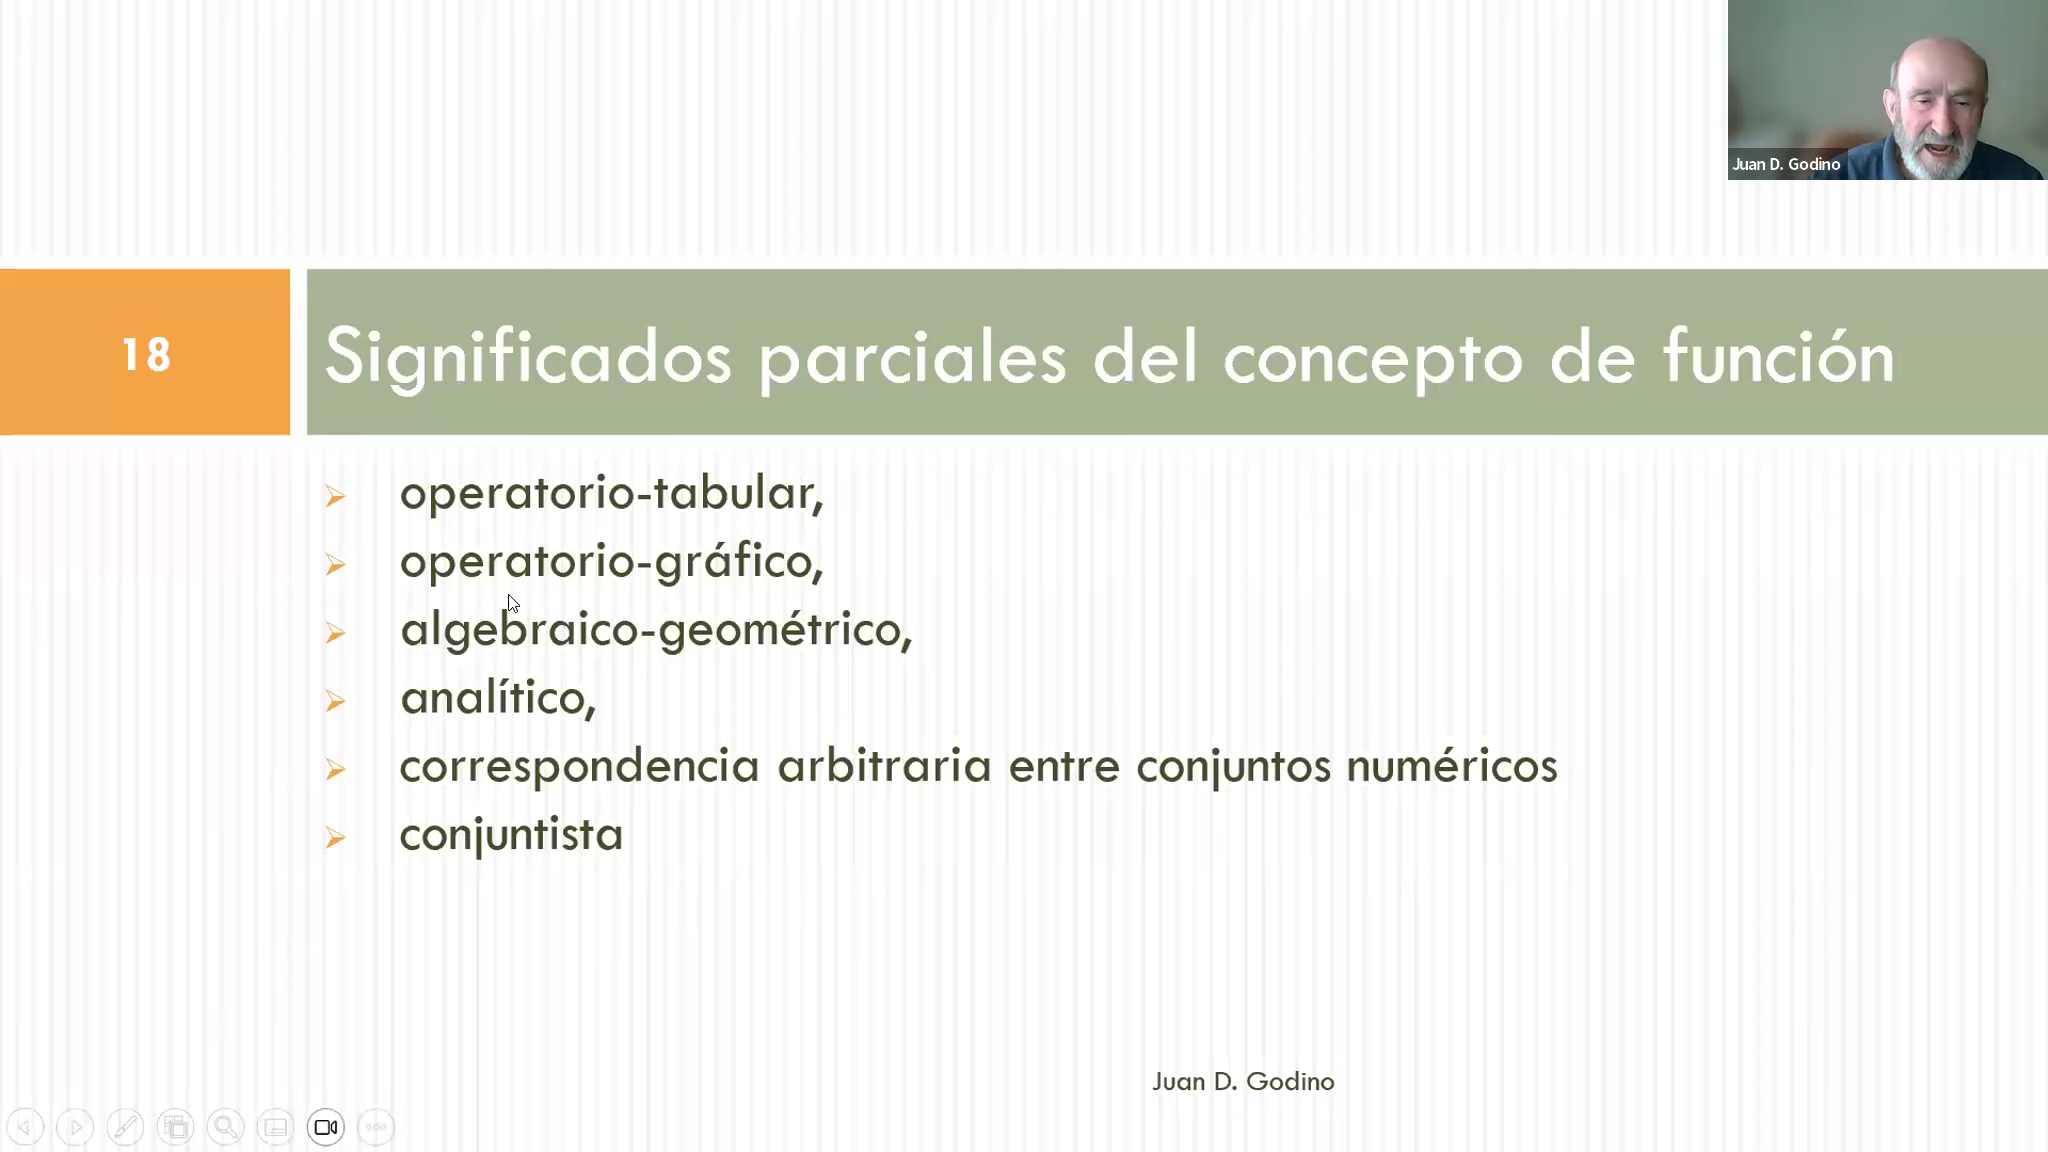 Juan D. Godino
18
Significados parciales del concepto de función
operatorio-tabular,
operatorio-gráfico,
algebraico-geométrico,
analítico,
correspondencia arbitraria entre conjuntos numéricos
conjuntista
Juan D. Godino